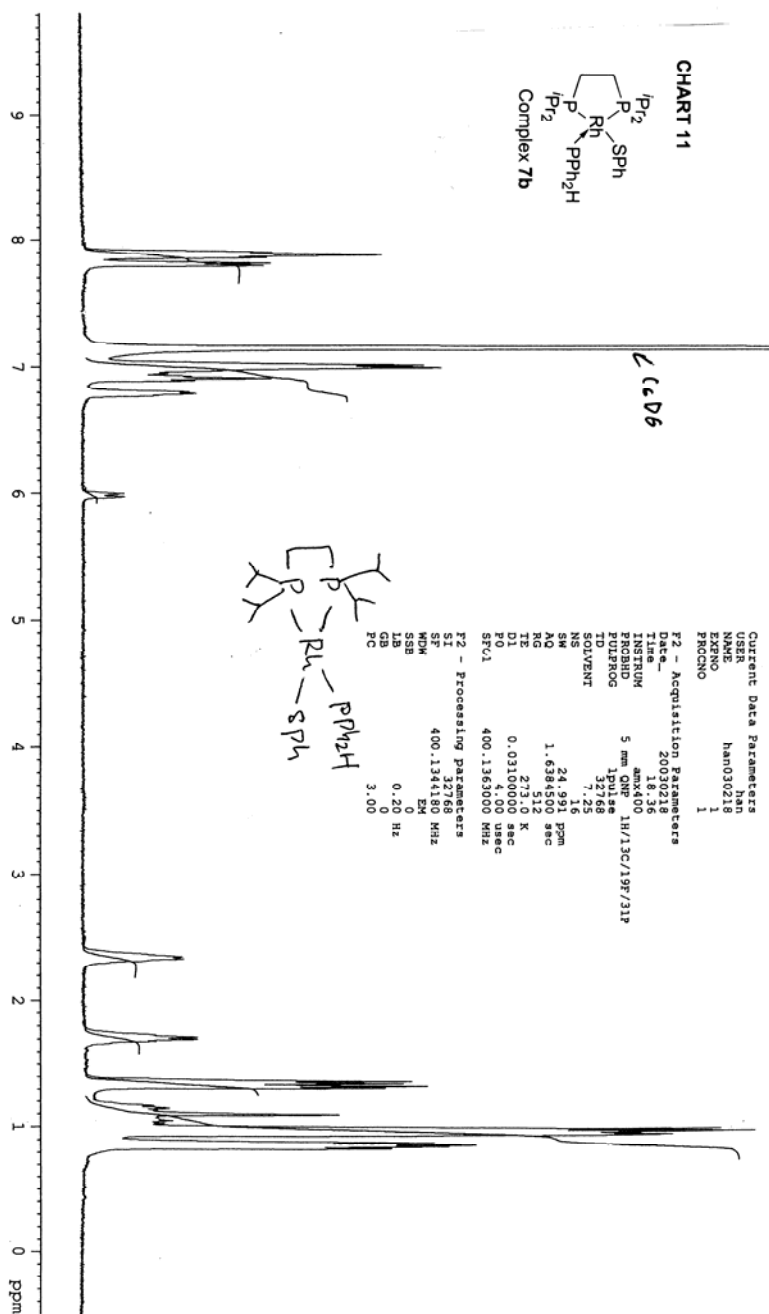 CHART 11
iPr2
P
SPh
Rh
P
iPr2
PPh2H
Complex 7b
< C6D6
Current Data Parameters
USER han
NAME han030218
EXPNO 1
PROCNO 1
F2 - Acquisition Parameters
Date_ 20030218
Time 18.36
INSTRUM amx400
PROBHD 5 mm QNP 1H/13C/19F/31P
PULPROG 1pulse
TD 32768
SOLVENT 7.25
NS 16
SW 24.991 ppm
AQ 1.6384500 sec
RG 512
TE 273.0 K
D1 0.03100000 sec
P0 4.00 usec
SFO1 400.1363000 MHz
F2 - Processing parameters
SI 32768
SF 400.1344180 MHz
WDW EM
SSB 0
LB 0.20 Hz
GB 0
PC 3.00
P
P
Rh
PPh2H
SPh
9 8 7 6 5 4 3 2 1 0 ppm